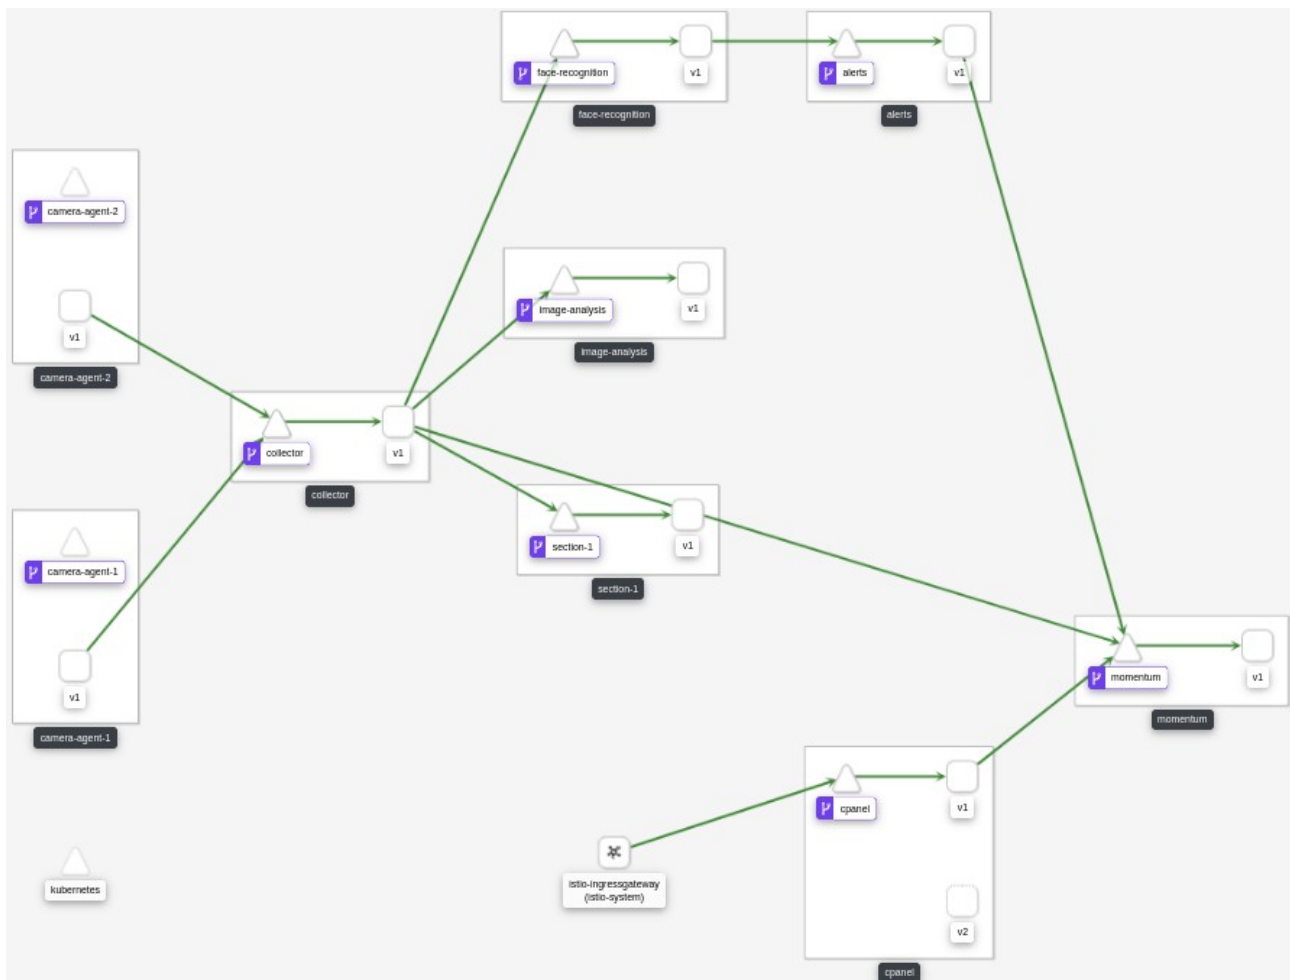 face-recognition
v1
face-recognition
alerts
v1
alerts
camera-agent-2
v1
camera-agent-2
image-analysis
v1
image-analysis
collector
v1
collector
section-1
v1
section-1
camera-agent-1
v1
camera-agent-1
momentum
v1
momentum
cpanel
v1
v2
cpanel
kubernetes
istio-ingressgateway
(istio-system)